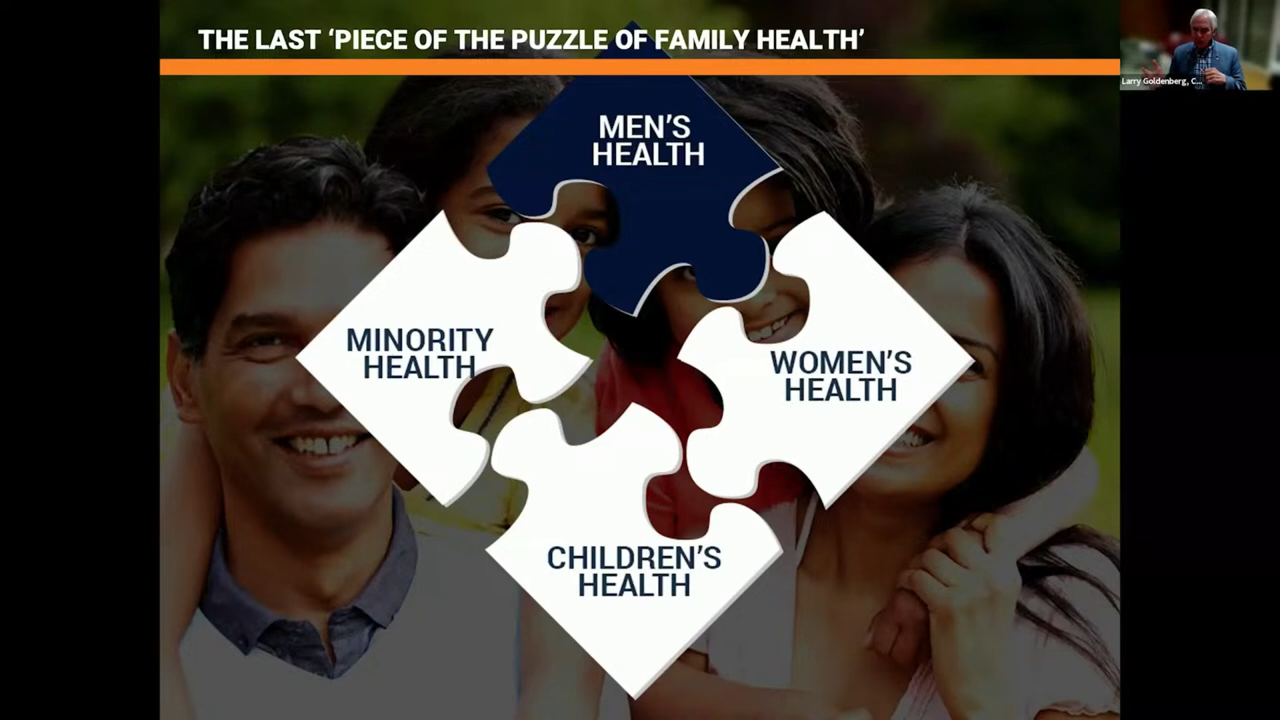 THE LAST ‘PIECE OF THE PUZZLE OF FAMILY HEALTH’
Larry Goldenberg, C...
MEN’S
HEALTH
MINORITY
HEALTH
WOMEN’S
HEALTH
CHILDREN’S
HEALTH